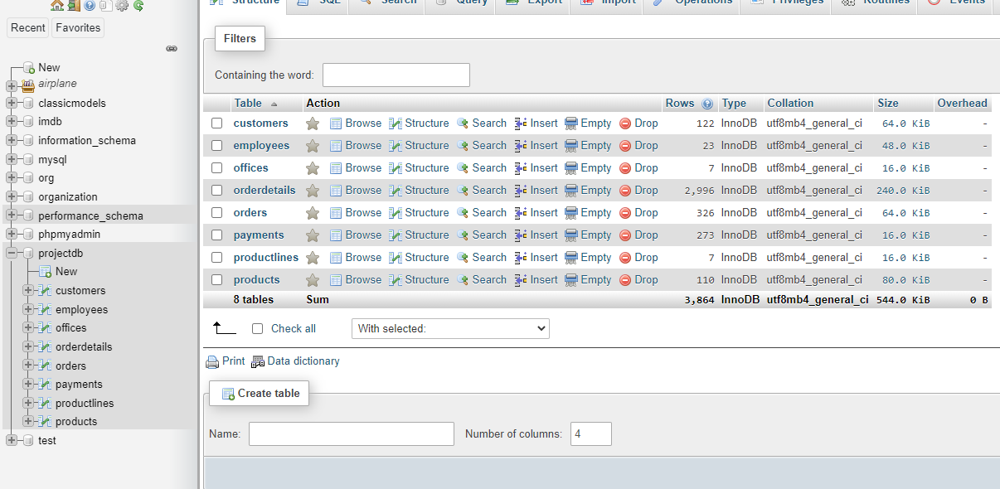 Structure SQL Search Query Export Import Operations Privileges Routines Events
Recent Favorites
New
airplane
classicmodels
imdb
information_schema
mysql
org
organization
performance_schema
phpmyadmin
projectdb
New
customers
employees
offices
orderdetails
orders
payments
productlines
products
test
Filters
Containing the word:
Table Action Rows Type Collation Size Overhead
customers Browse Structure Search Insert Empty Drop 122 InnoDB utf8mb4_general_ci 64.0 KiB -
employees Browse Structure Search Insert Empty Drop 23 InnoDB utf8mb4_general_ci 48.0 KiB -
offices Browse Structure Search Insert Empty Drop 7 InnoDB utf8mb4_general_ci 16.0 KiB -
orderdetails Browse Structure Search Insert Empty Drop 2,996 InnoDB utf8mb4_general_ci 240.0 KiB -
orders Browse Structure Search Insert Empty Drop 326 InnoDB utf8mb4_general_ci 64.0 KiB -
payments Browse Structure Search Insert Empty Drop 273 InnoDB utf8mb4_general_ci 16.0 KiB -
productlines Browse Structure Search Insert Empty Drop 7 InnoDB utf8mb4_general_ci 16.0 KiB -
products Browse Structure Search Insert Empty Drop 110 InnoDB utf8mb4_general_ci 80.0 KiB -
8 tables Sum 3,864 InnoDB utf8mb4_general_ci 544.0 KiB 0 B
Check all With selected:
Print Data dictionary
Create table
Name: Number of columns: 4